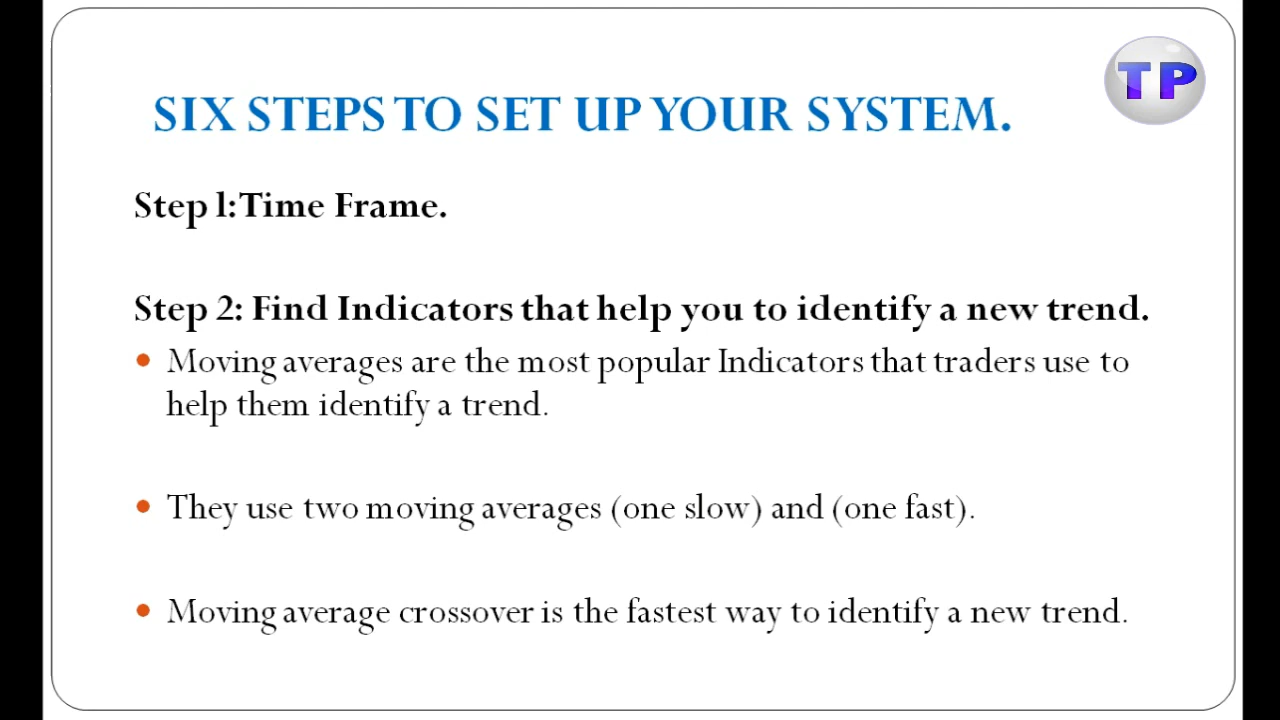 TP
SIX STEPS TO SET UP YOUR SYSTEM.
Step 1: Time Frame.
Step 2: Find Indicators that help you to identify a new trend.
• Moving averages are the most popular Indicators that traders use to
help them identify a trend.
• They use two moving averages (one slow) and (one fast).
• Moving average crossover is the fastest way to identify a new trend.